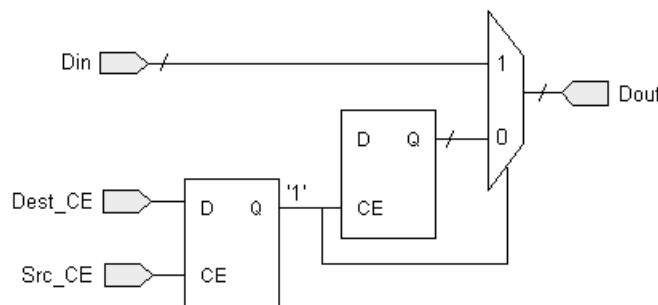 Din
1
Dout
D Q
0
'1'
Dest_CE
D Q
CE
Src_CE
CE